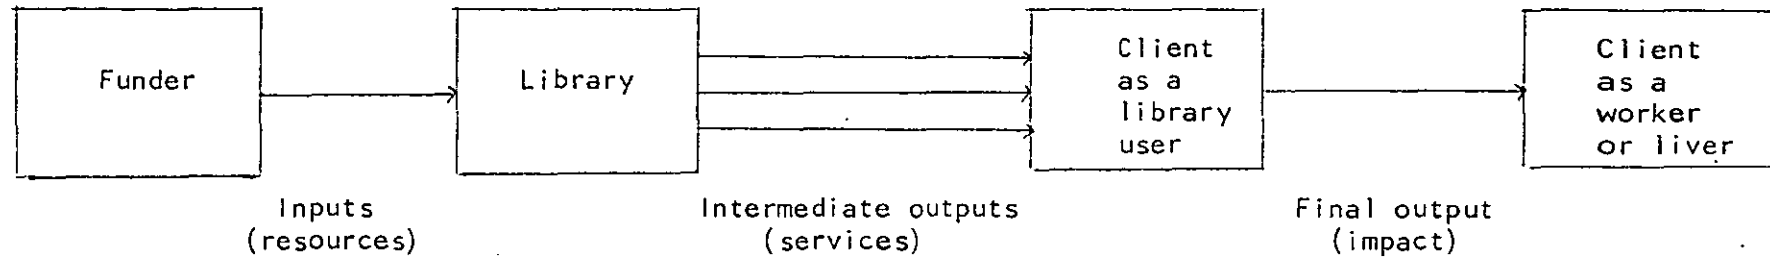 Funder
Library
Client
as a
library
user
Client
as a
worker
or liver
Inputs
(resources)
Intermediate outputs
(services)
Final output
(impact)